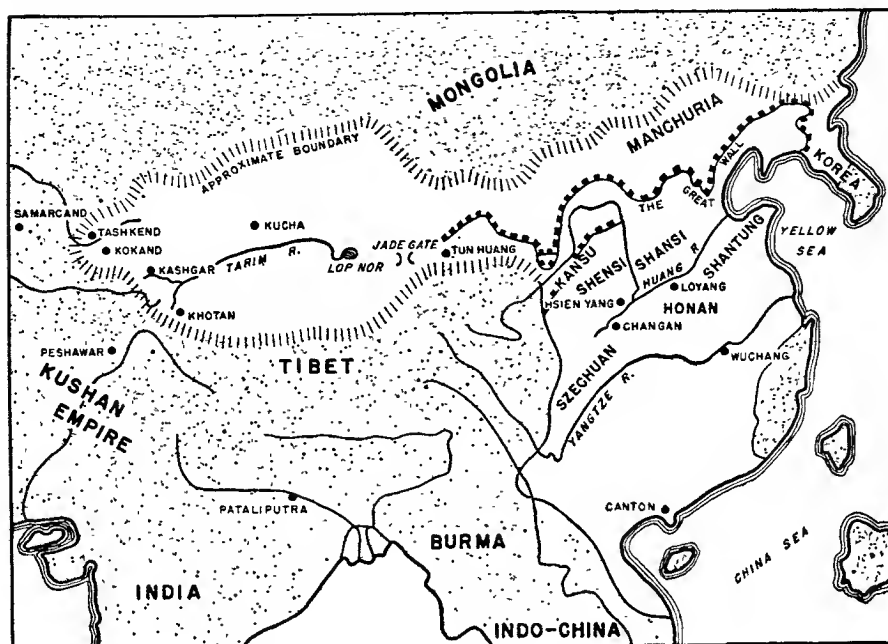 MONGOLIA
MANCHURIA
APPROXIMATE BOUNDARY
THE GREAT WALL
KOREA
SAMARCAND
TASHKEND
KOKAND
KUCHA
KASHGAR
TARIM R.
LOP NOR
JADE GATE
TUN HUANG
KHOTAN
KANSU
SHENSI
SHANSI
HUANG R.
SHANTUNG
YELLOW
SEA
HSIEN YANG
LOYANG
HONAN
CHANGAN
PESHAWAR
TIBET
KUSHAN
EMPIRE
SZECHUAN
YANGTZE R.
WUCHANG
PATALIPUTRA
CANTON
BURMA
CHINA SEA
INDIA
INDO-CHINA